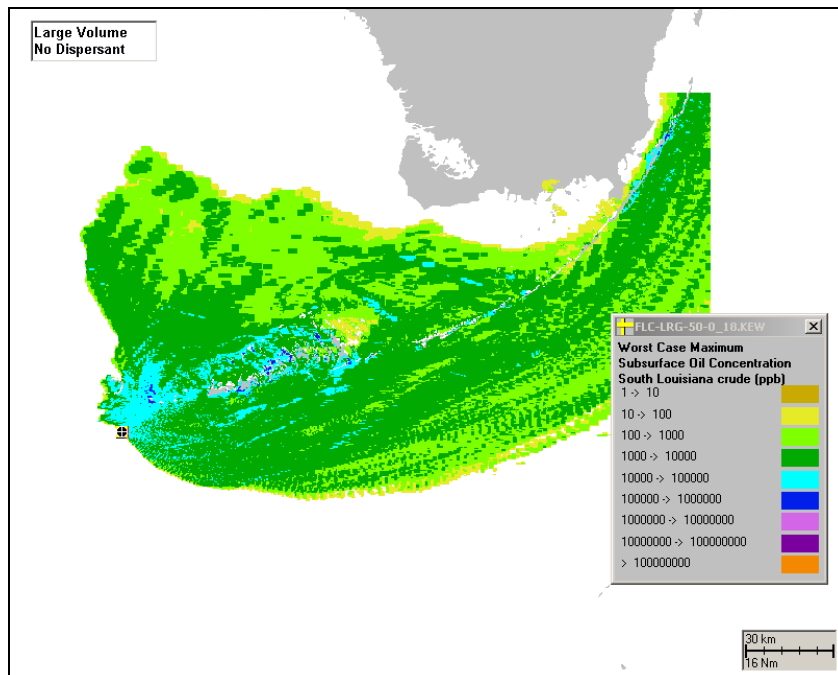 Large Volume
No Dispersant
FLC-LRG-50-0_18.KEW
Worst Case Maximum
Subsurface Oil Concentration
South Louisiana crude (ppb)
1 -> 10
10 -> 100
100 -> 1000
1000 -> 10000
10000 -> 100000
100000 -> 1000000
1000000 -> 10000000
10000000 -> 100000000
> 100000000
30 km
16 Nm